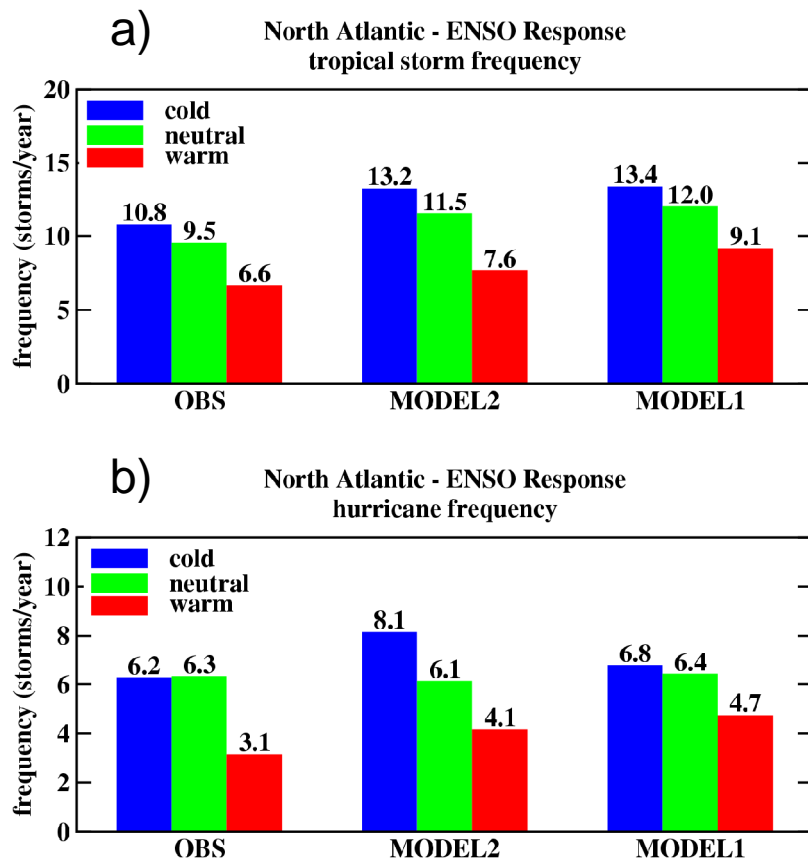 a)
North Atlantic - ENSO Response
tropical storm frequency
frequency (storms/year)
20
15
10
5
0
cold
neutral
warm
10.8
9.5
6.6
13.2
11.5
7.6
13.4
12.0
9.1
OBS
MODEL2
MODEL1
b)
North Atlantic - ENSO Response
hurricane frequency
frequency (storms/year)
12
10
8
6
4
2
0
cold
neutral
warm
6.2
6.3
3.1
8.1
6.1
4.1
6.8
6.4
4.7
OBS
MODEL2
MODEL1